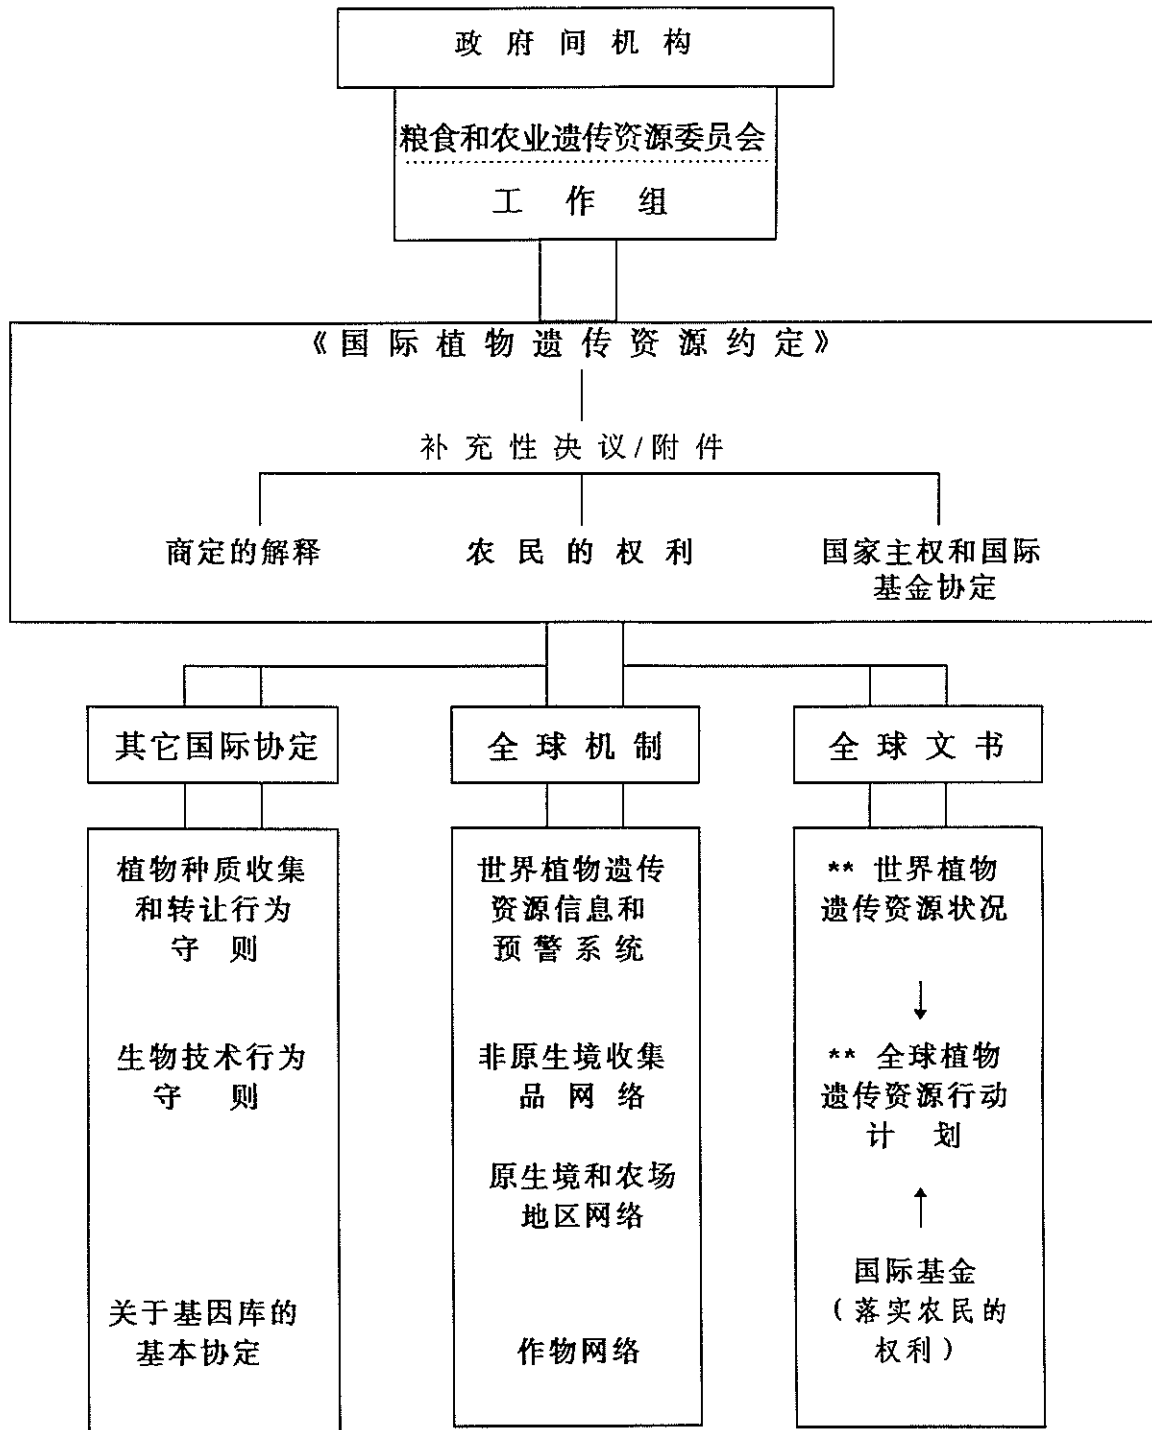 政府间机构
粮食和农业遗传资源委员会
工作组
《国际植物遗传资源约定》
补充性决议/附件
商定的解释
农民的权利
国家主权和国际
基金协定
其它国际协定
植物种质收集
和转让行为
守则
生物技术行为
守则
关于基因库的
基本协定
全球机制
世界植物遗传
资源信息和
预警系统
非原生境收集
品网络
原生境和农场
地区网络
作物网络
全球文书
** 世界植物
遗传资源状况
** 全球植物
遗传资源行动
计划
国际基金
(落实农民的
权利)